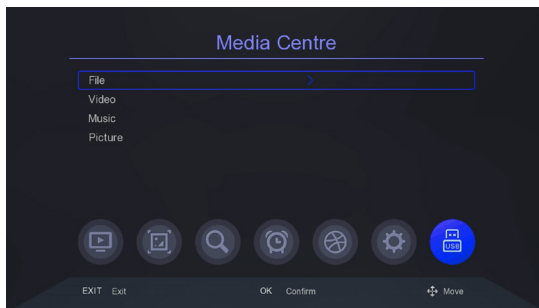 Media Centre
File
Video
Music
Picture
USB
EXIT Exit OK Confirm Move